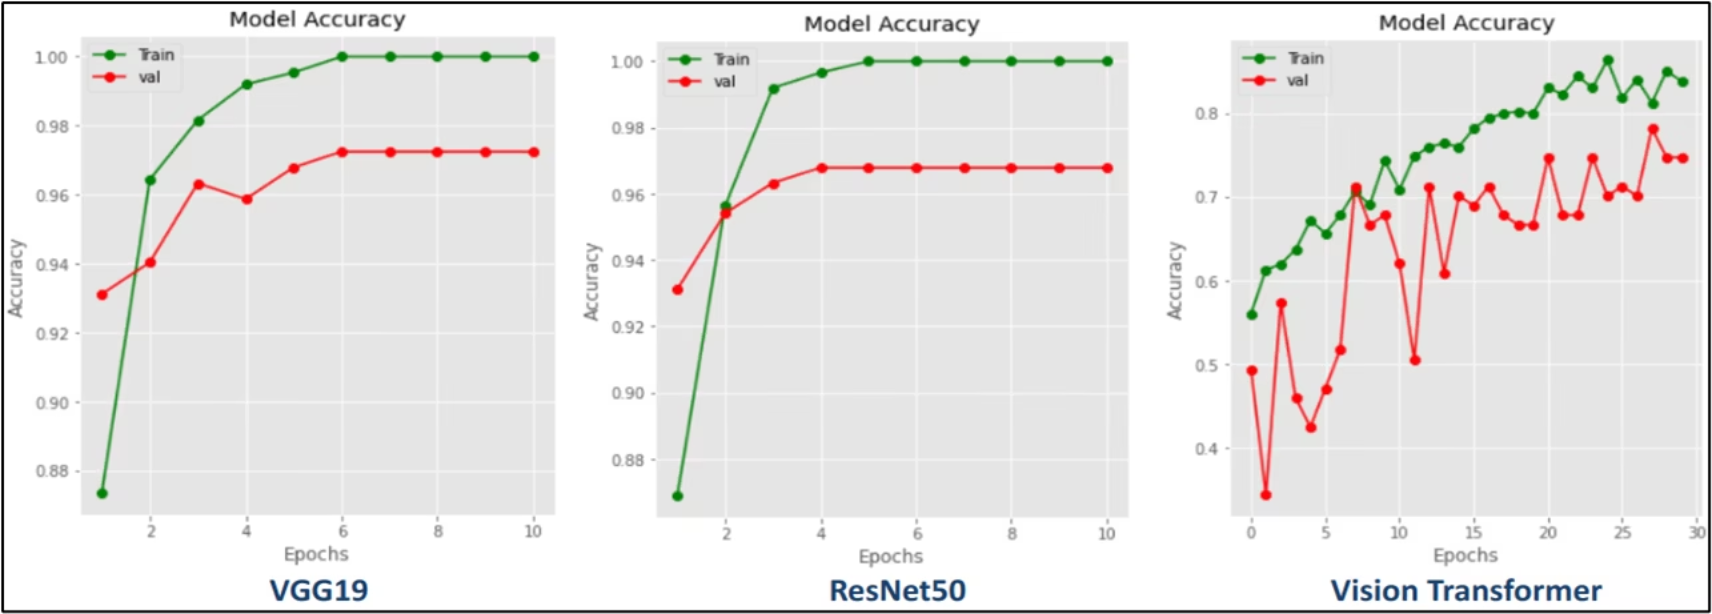 Model Accuracy
Train
val
1.00
0.98
0.96
0.94
0.92
0.90
0.88
Accuracy
2 4 6 8 10
Epochs
VGG19
Model Accuracy
Train
val
1.00
0.98
0.96
0.94
0.92
0.90
0.88
Accuracy
2 4 6 8 10
Epochs
ResNet50
Model Accuracy
Train
val
0.8
0.7
0.6
0.5
0.4
Accuracy
0 5 10 15 20 25 30
Epochs
Vision Transformer